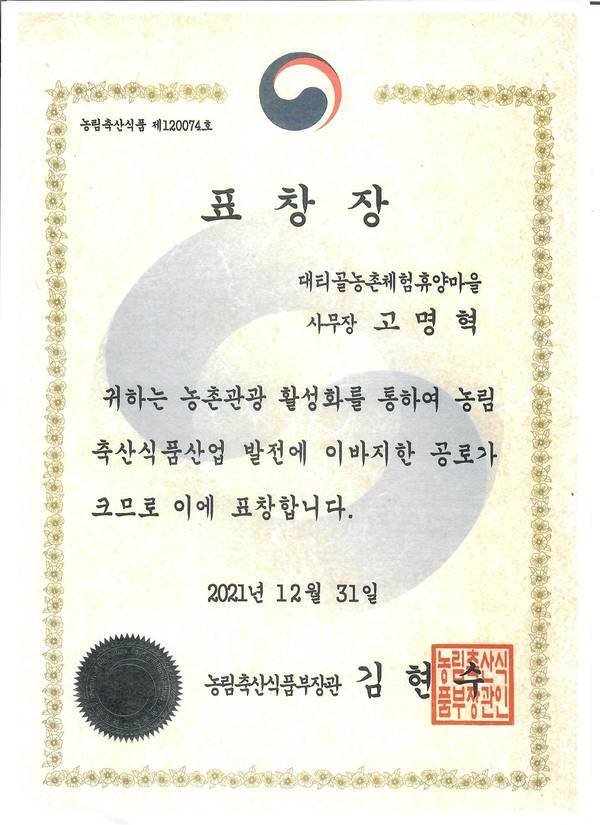 농림축산식품 제120074호
표창장
대티골농촌체험휴양마을
사무장 고명혁
귀하는 농촌관광 활성화를 통하여 농림
축산식품산업 발전에 이바지한 공로가
크므로 이에 표창합니다.
2021년 12월 31일
농림축산식품부장관 김현수
농림축산식
품부장관인